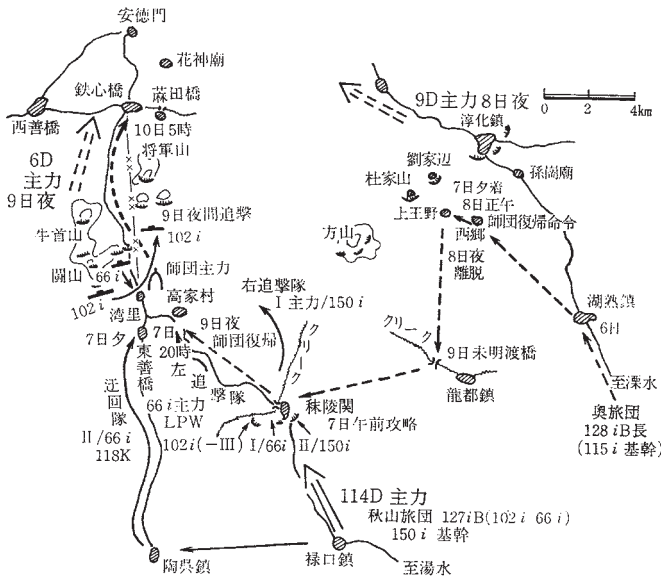 安徳門
花神廟
鉄心橋
蔴田橋
西善橋
10日5時
将軍山
6D
主力
9日夜
牛首山
9日夜間追撃
102i
闘山
66i
師団主力
102i
湾里
高家村
7日夕
東善橋
7日
20時
左
追撃隊
9日夜
師団復帰
右追撃隊
I主力/150i
クリーク
迂回隊
II/66i
118K
66i主力
LPW
102i(-III)
I/66i
II/150i
秣陵関
7日午前攻略
114D 主力
秋山旅団 127iB(102i 66i)
150i 基幹
陶呉鎮
禄口鎮
至湯水
9D主力8日夜
0 2 4km
淳化鎮
孫崗廟
劉家辺
杜家山
7日夕着
8日正午
上王野
西郷
師団復帰命令
方山
8日夜
離脱
湖熟鎮
6日
クリーク
9日未明渡橋
龍都鎮
至溧水
奥旅団
128iB長
(115i 基幹)